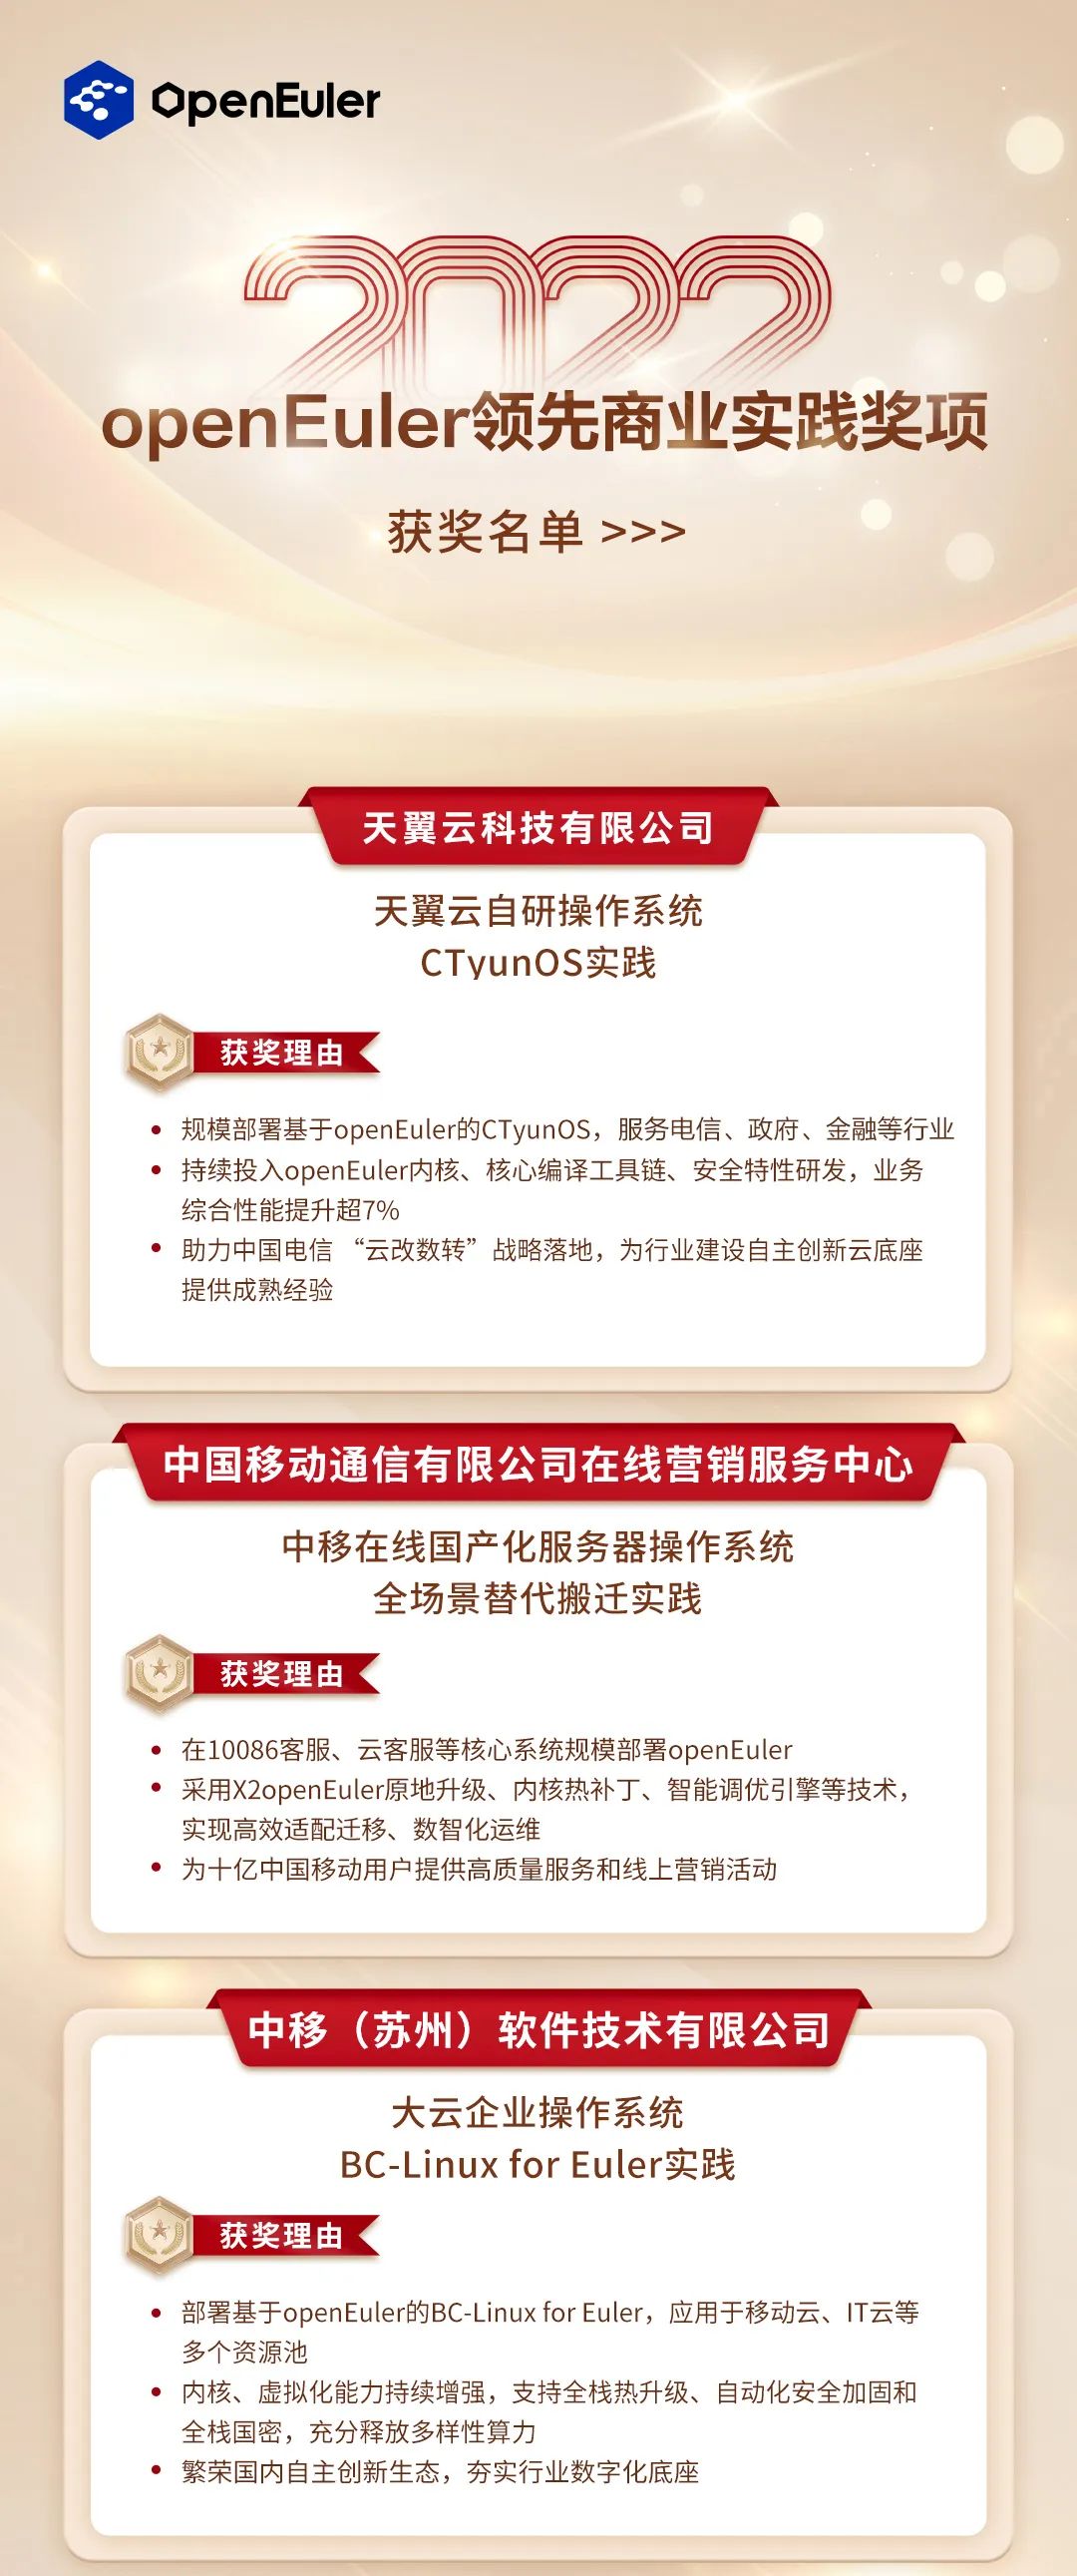 OpenEuler
2022
openEuler领先商业实践奖项
获奖名单 >>>
天翼云科技有限公司
天翼云自研操作系统
CTyunOS实践
获奖理由
• 规模部署基于openEuler的CTyunOS，服务电信、政府、金融等行业
• 持续投入openEuler内核、核心编译工具链、安全特性研发，业务
综合性能提升超7%
• 助力中国电信 “云改数转”战略落地，为行业建设自主创新云底座
提供成熟经验
中国移动通信有限公司在线营销服务中心
中移在线国产化服务器操作系统
全场景替代搬迁实践
获奖理由
• 在10086客服、云客服等核心系统规模部署openEuler
• 采用X2openEuler原地升级、内核热补丁、智能调优引擎等技术，
实现高效适配迁移、数智化运维
• 为十亿中国移动用户提供高质量服务和线上营销活动
中移（苏州）软件技术有限公司
大云企业操作系统
BC-Linux for Euler实践
获奖理由
• 部署基于openEuler的BC-Linux for Euler，应用于移动云、IT云等
多个资源池
• 内核、虚拟化能力持续增强，支持全栈热升级、自动化安全加固和
全栈国密，充分释放多样性算力
• 繁荣国内自主创新生态，夯实行业数字化底座